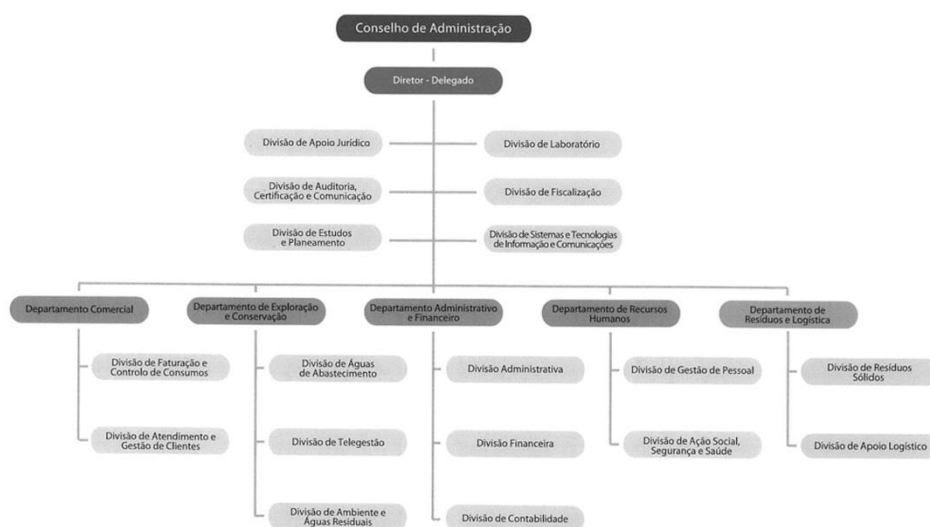 Conselho de Administração
Diretor - Delegado
Divisão de Apoio Jurídico
Divisão de Laboratório
Divisão de Auditoria,
Certificação e Comunicação
Divisão de Fiscalização
Divisão de Estudos
e Planeamento
Divisão de Sistemas e Tecnologias
de Informação e Comunicações
Departamento Comercial
Departamento de Exploração
e Conservação
Departamento Administrativo
e Financeiro
Departamento de Recursos
Humanos
Departamento de
Resíduos e Logística
Divisão de Faturação e
Controlo de Consumos
Divisão de Águas
de Abastecimento
Divisão Administrativa
Divisão de Gestão de Pessoal
Divisão de Resíduos
Sólidos
Divisão de Atendimento e
Gestão de Clientes
Divisão de Telegestão
Divisão Financeira
Divisão de Ação Social,
Segurança e Saúde
Divisão de Apoio Logístico
Divisão de Ambiente e
Águas Residuais
Divisão de Contabilidade